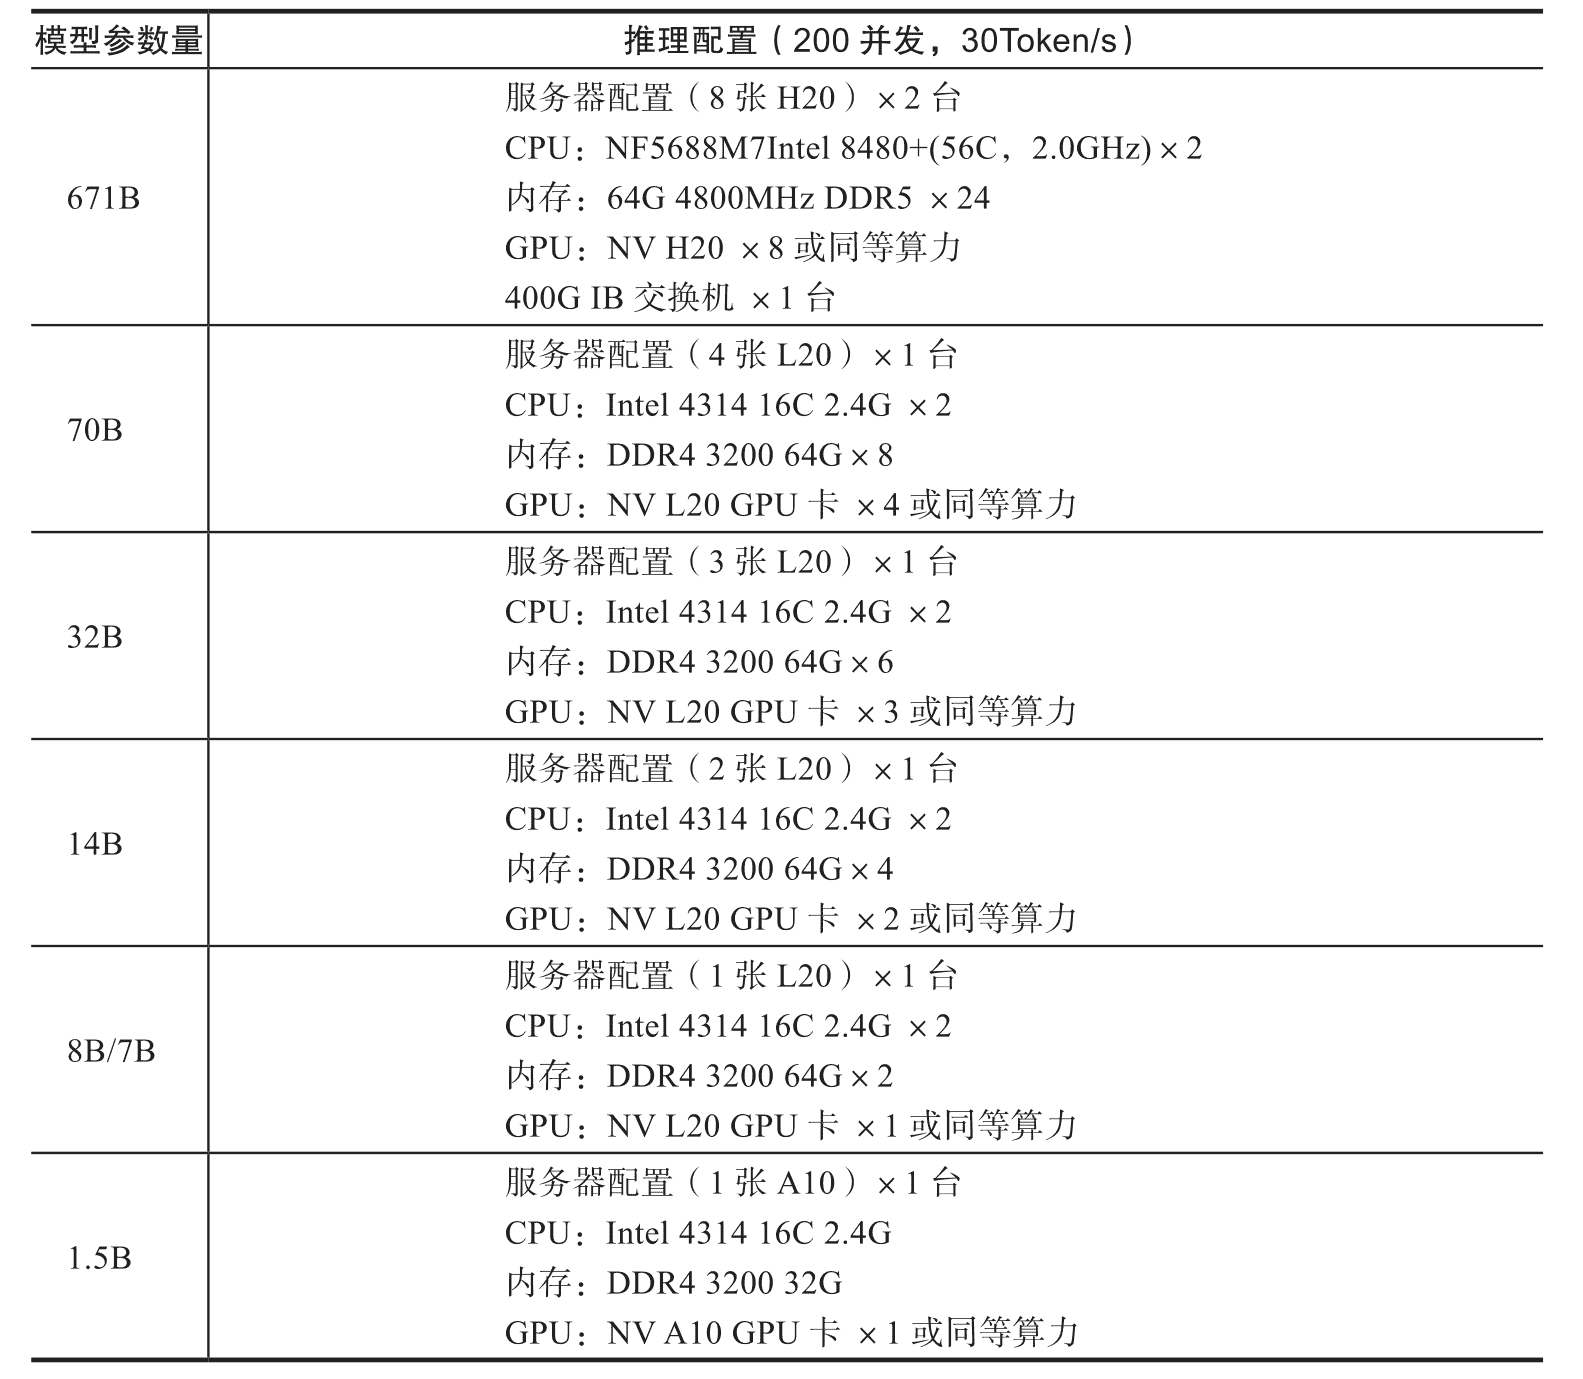 模型参数量 推理配置（200 并发，30Token/s）
671B
服务器配置（8 张 H20）×2 台
CPU：NF5688M7Intel 8480+(56C，2.0GHz)×2
内存：64G 4800MHz DDR5 ×24
GPU：NV H20 ×8 或同等算力
400G IB 交换机 ×1 台
70B
服务器配置（4 张 L20）×1 台
CPU：Intel 4314 16C 2.4G ×2
内存：DDR4 3200 64G×8
GPU：NV L20 GPU 卡 ×4 或同等算力
32B
服务器配置（3 张 L20）×1 台
CPU：Intel 4314 16C 2.4G ×2
内存：DDR4 3200 64G×6
GPU：NV L20 GPU 卡 ×3 或同等算力
14B
服务器配置（2 张 L20）×1 台
CPU：Intel 4314 16C 2.4G ×2
内存：DDR4 3200 64G×4
GPU：NV L20 GPU 卡 ×2 或同等算力
8B/7B
服务器配置（1 张 L20）×1 台
CPU：Intel 4314 16C 2.4G ×2
内存：DDR4 3200 64G×2
GPU：NV L20 GPU 卡 ×1 或同等算力
1.5B
服务器配置（1 张 A10）×1 台
CPU：Intel 4314 16C 2.4G
内存：DDR4 3200 32G
GPU：NV A10 GPU 卡 ×1 或同等算力